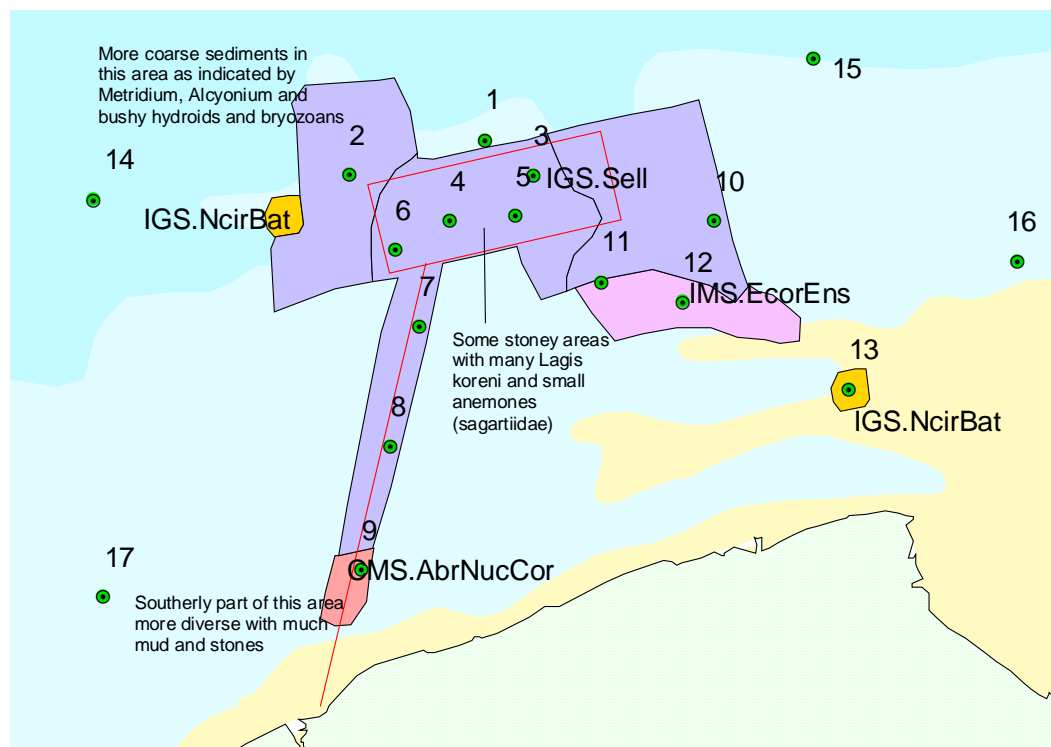 More coarse sediments in
this area as indicated by
Metridium, Alcyonium and
bushy hydroids and bryozoans
15
1
3
2
14
5
4
IGS.Sell
10
IGS.NcirBat
6
16
11
12
IMS.EcorEns
7
Some stoney areas
with many Lagis
koreni and small
anemones
(sagartiidae)
13
8
IGS.NcirBat
9
17
CMS.AbrNucCor
Southerly part of this area
more diverse with much
mud and stones